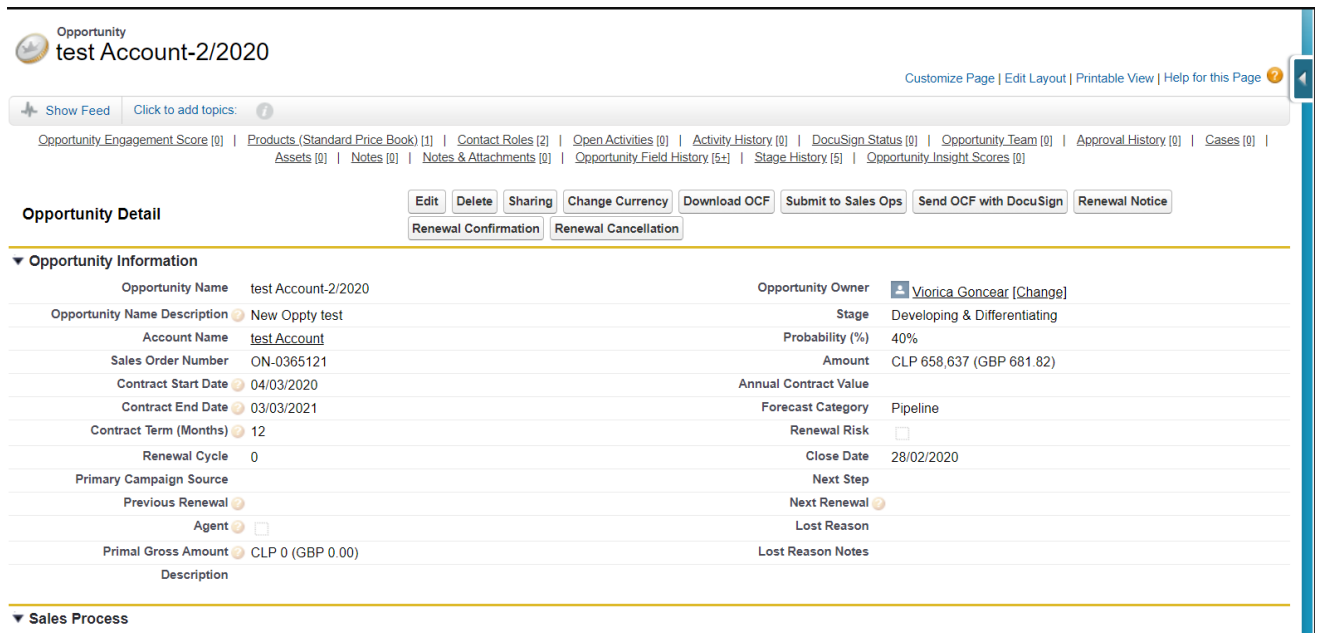 Opportunity
test Account-2/2020
Customize Page | Edit Layout | Printable View | Help for this Page ?
Show Feed Click to add topics: i
Opportunity Engagement Score [0] | Products (Standard Price Book) [1] | Contact Roles [2] | Open Activities [0] | Activity History [0] | DocuSign Status [0] | Opportunity Team [0] | Approval History [0] | Cases [0] |
Assets [0] | Notes [0] | Notes & Attachments [0] | Opportunity Field History [5+] | Stage History [5] | Opportunity Insight Scores [0]
Opportunity Detail
Edit Delete Sharing Change Currency Download OCF Submit to Sales Ops Send OCF with DocuSign Renewal Notice
Renewal Confirmation Renewal Cancellation
Opportunity Information
Opportunity Name test Account-2/2020 Opportunity Owner Viorica Goncear [Change]
Opportunity Name Description ? New Oppty test Stage Developing & Differentiating
Account Name test Account Probability (%) 40%
Sales Order Number ON-0365121 Amount CLP 658,637 (GBP 681.82)
Contract Start Date ? 04/03/2020 Annual Contract Value
Contract End Date ? 03/03/2021 Forecast Category Pipeline
Contract Term (Months) ? 12 Renewal Risk
Renewal Cycle 0 Close Date 28/02/2020
Primary Campaign Source Next Step
Previous Renewal ? Next Renewal ?
Agent ? Lost Reason
Primal Gross Amount ? CLP 0 (GBP 0.00) Lost Reason Notes
Description
Sales Process